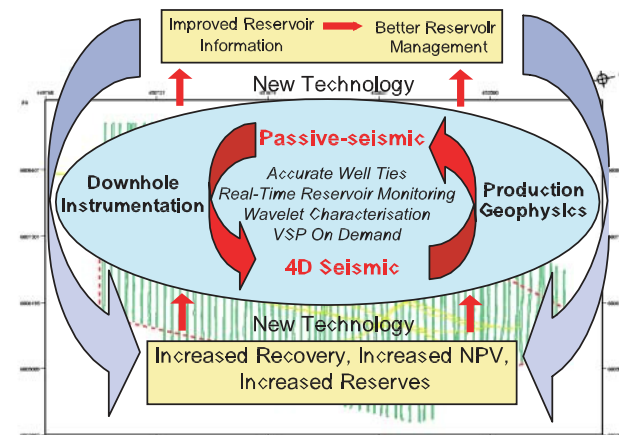 Improved Reservoir Information
Better Reservoir Management
New Technology
Passive-seismic
Accurate Well Ties
Real-Time Reservoir Monitoring
Wavelet Characterisation
VSP On Demand
4D Seismic
Downhole
Instrumentation
Production
Geophysics
New Technology
Increased Recovery, Increased NPV,
Increased Reserves